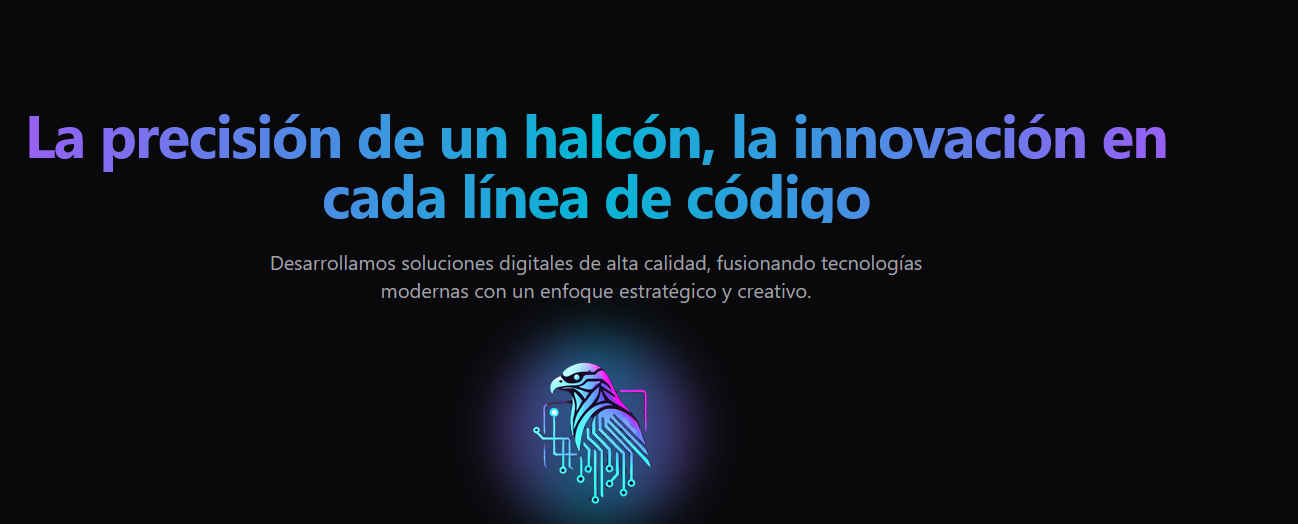 La precisión de un halcón, la innovación en
cada línea de código
Desarrollamos soluciones digitales de alta calidad, fusionando tecnologías
modernas con un enfoque estratégico y creativo.